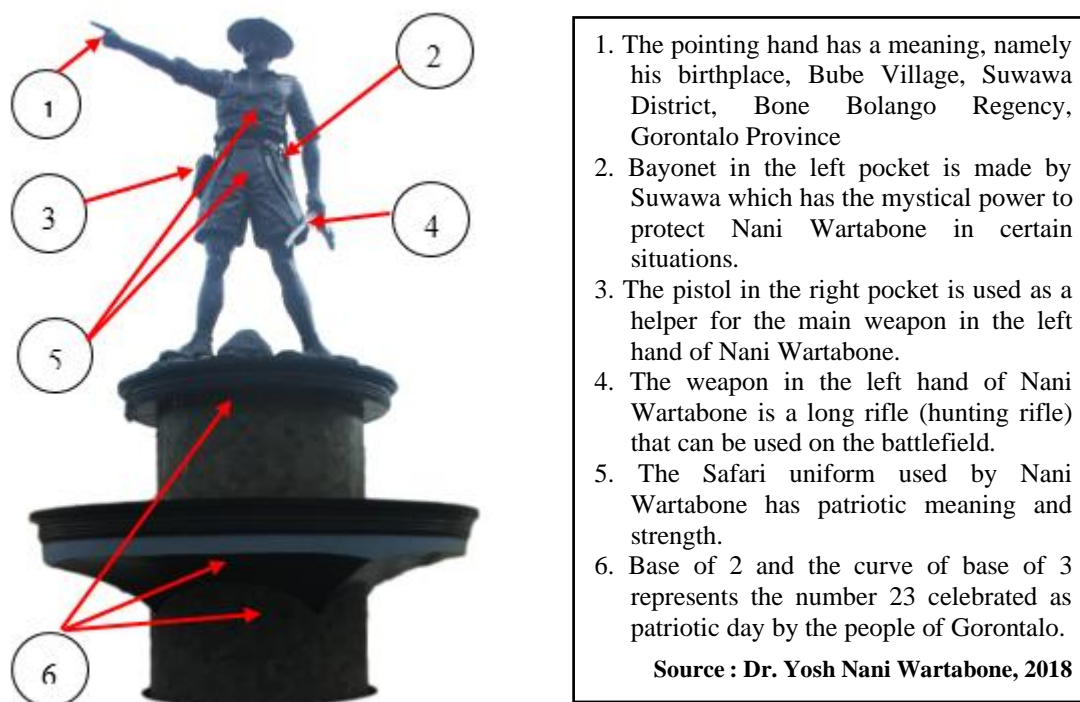 1
2
3
4
5
6
1. The pointing hand has a meaning, namely
his birthplace, Bube Village, Suwawa
District, Bone Bolango Regency,
Gorontalo Province
2. Bayonet in the left pocket is made by
Suwawa which has the mystical power to
protect Nani Wartabone in certain
situations.
3. The pistol in the right pocket is used as a
helper for the main weapon in the left
hand of Nani Wartabone.
4. The weapon in the left hand of Nani
Wartabone is a long rifle (hunting rifle)
that can be used on the battlefield.
5. The Safari uniform used by Nani
Wartabone has patriotic meaning and
strength.
6. Base of 2 and the curve of base of 3
represents the number 23 celebrated as
patriotic day by the people of Gorontalo.
Source : Dr. Yosh Nani Wartabone, 2018